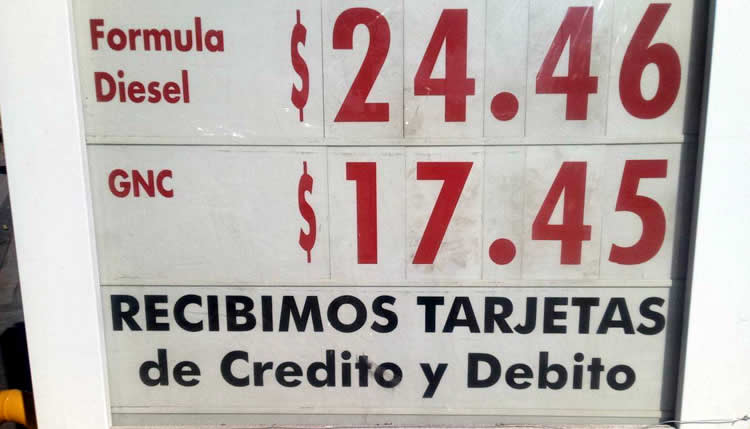 Formula
Diesel $24.46
GNC $17.45
RECIBIMOS TARJETAS
de Credito y Debito